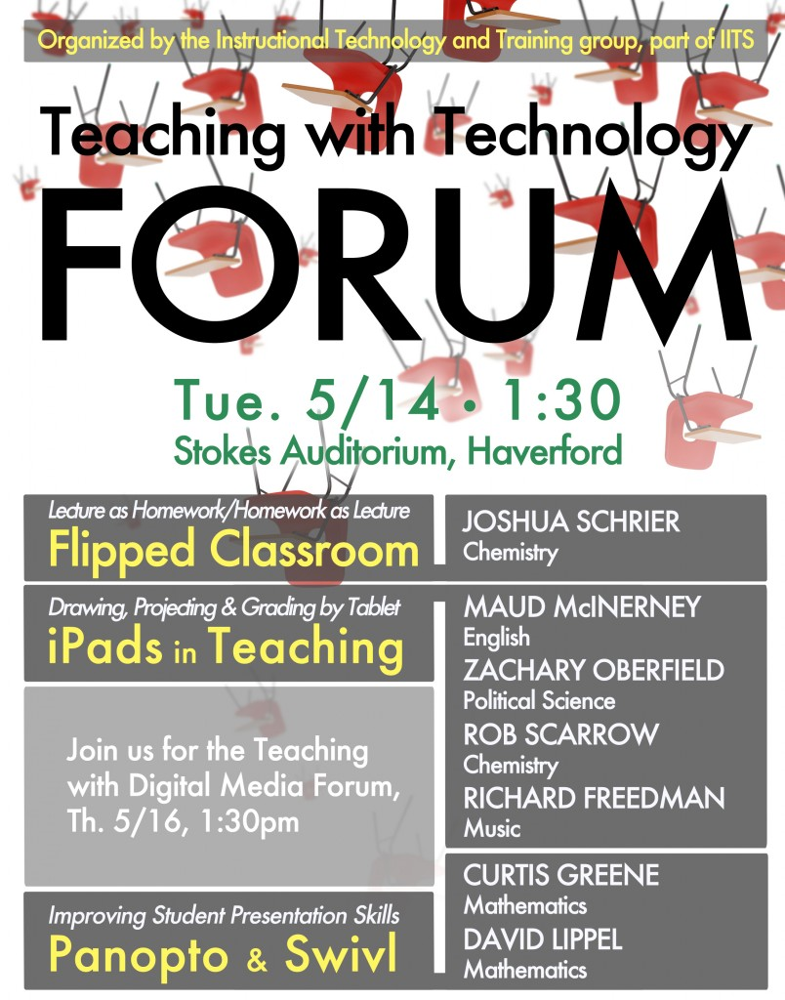 Organized by the Instructional Technology and Training group, part of IITS
Teaching with Technology
FORUM
Tue. 5/14 • 1:30
Stokes Auditorium, Haverford
Lecture as Homework/Homework as Lecture
Flipped Classroom
JOSHUA SCHRIER
Chemistry
Drawing, Projecting & Grading by Tablet
iPads in Teaching
MAUD McINERNEY
English
ZACHARY OBERFIELD
Political Science
ROB SCARROW
Chemistry
RICHARD FREEDMAN
Music
Join us for the Teaching
with Digital Media Forum,
Th. 5/16, 1:30pm
Improving Student Presentation Skills
Panopto & Swivl
CURTIS GREENE
Mathematics
DAVID LIPPEL
Mathematics